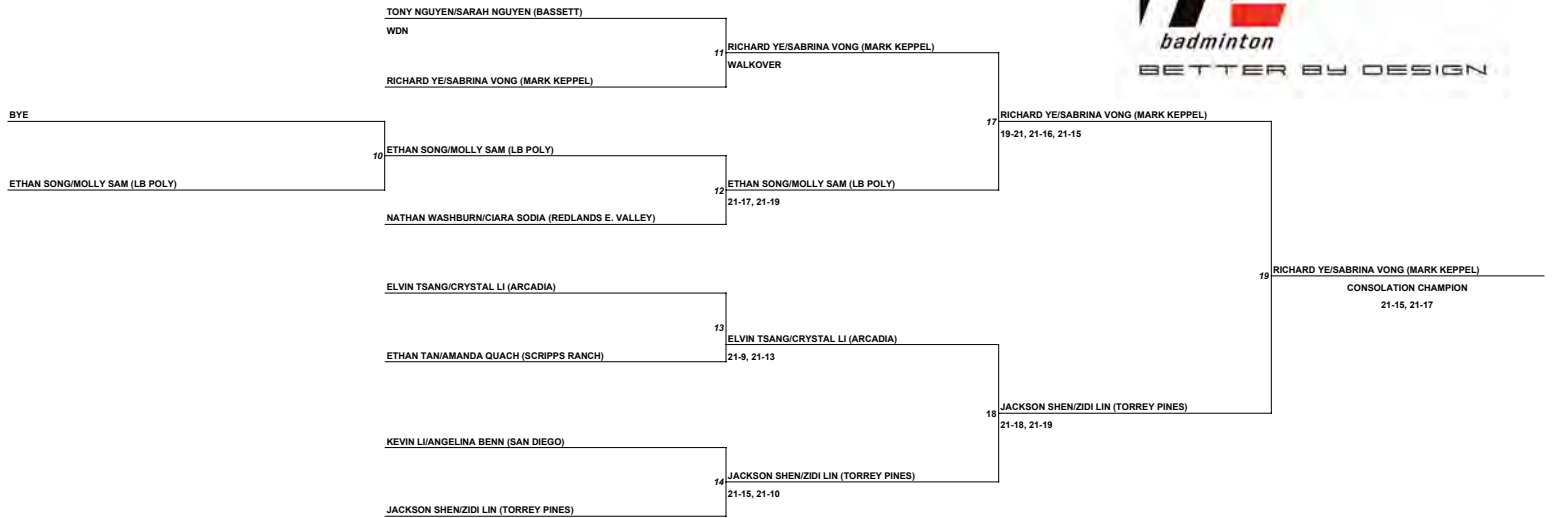 TONY NGUYEN/SARAH NGUYEN (BASSETT)
WDN
badminton
BETTER BY DESIGN
11
RICHARD YE/SABRINA VONG (MARK KEPPEL)
WALKOVER
RICHARD YE/SABRINA VONG (MARK KEPPEL)
BYE
17
RICHARD YE/SABRINA VONG (MARK KEPPEL)
19-21, 21-16, 21-15
10
ETHAN SONG/MOLLY SAM (LB POLY)
ETHAN SONG/MOLLY SAM (LB POLY)
12
ETHAN SONG/MOLLY SAM (LB POLY)
21-17, 21-19
NATHAN WASHBURN/CIARA SODIA (REDLANDS E. VALLEY)
19
RICHARD YE/SABRINA VONG (MARK KEPPEL)
CONSOLATION CHAMPION
21-15, 21-17
ELVIN TSANG/CRYSTAL LI (ARCADIA)
13
ELVIN TSANG/CRYSTAL LI (ARCADIA)
21-9, 21-13
ETHAN TAN/AMANDA QUACH (SCRIPPS RANCH)
18
JACKSON SHEN/ZIDI LIN (TORREY PINES)
21-18, 21-19
KEVIN LI/ANGELINA BENN (SAN DIEGO)
14
JACKSON SHEN/ZIDI LIN (TORREY PINES)
21-15, 21-10
JACKSON SHEN/ZIDI LIN (TORREY PINES)